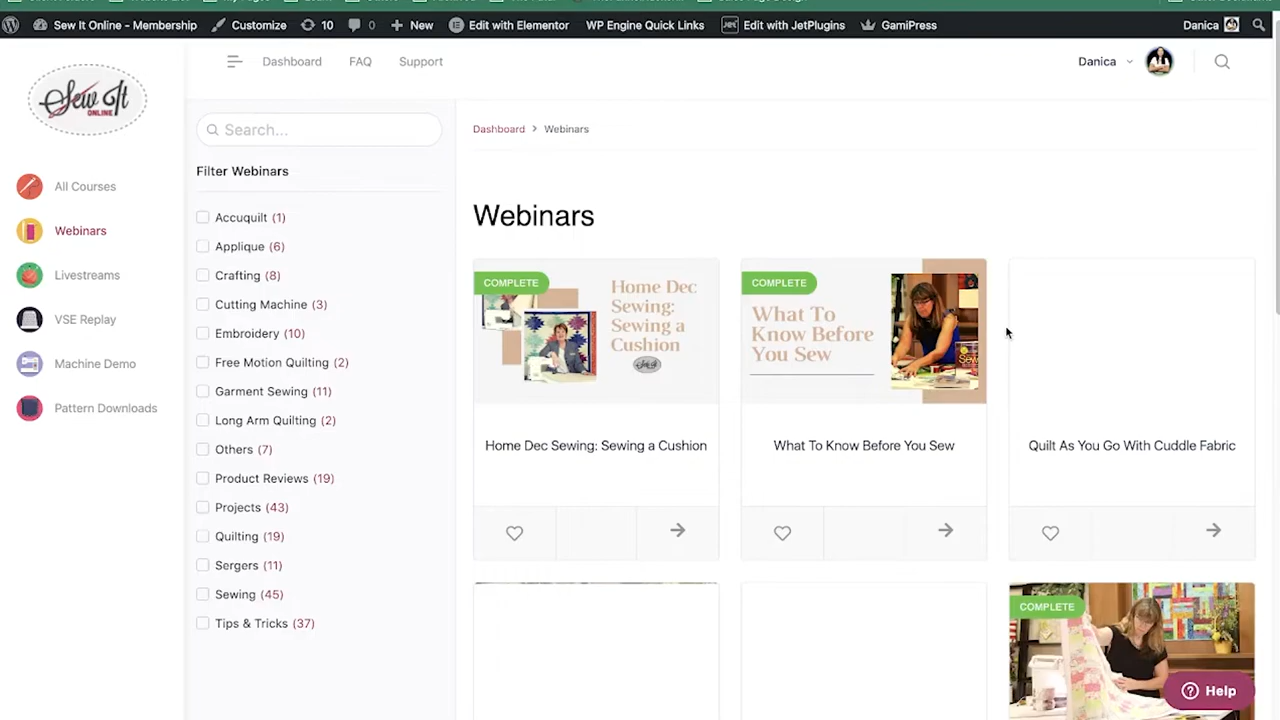 Sew It Online - Membership
Customize
10
0
New
Edit with Elementor
WP Engine Quick Links
Edit with JetPlugins
GamiPress
Danica
Sew It
ONLINE
Dashboard
FAQ
Support
Danica
All Courses
Webinars
Livestreams
VSE Replay
Machine Demo
Pattern Downloads
Search...
Filter Webinars
Accuquilt (1)
Applique (6)
Crafting (8)
Cutting Machine (3)
Embroidery (10)
Free Motion Quilting (2)
Garment Sewing (11)
Long Arm Quilting (2)
Others (7)
Product Reviews (19)
Projects (43)
Quilting (19)
Sergers (11)
Sewing (45)
Tips & Tricks (37)
Dashboard > Webinars
Webinars
COMPLETE
Home Dec
Sewing:
Sewing a
Cushion
Sew It
Home Dec Sewing: Sewing a Cushion
COMPLETE
What To
Know Before
You Sew
What To Know Before You Sew
Quilt As You Go With Cuddle Fabric
COMPLETE
Help